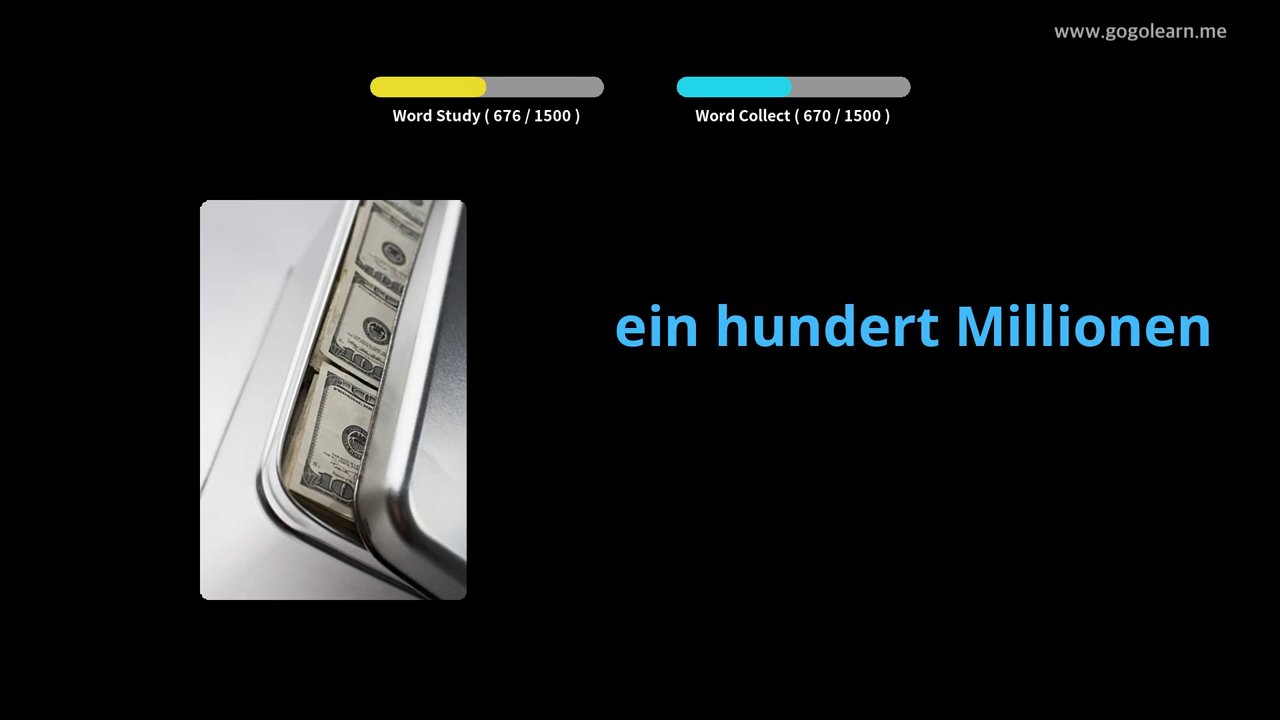 www.gogolearn.me
Word Study ( 676 / 1500 )
Word Collect ( 670 / 1500 )
ein hundert Millionen